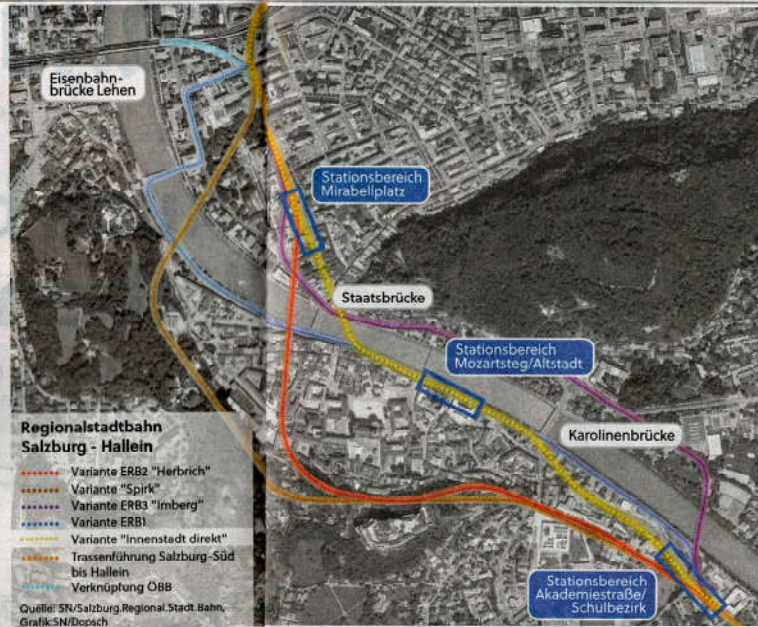 Eisenbahn-
brücke Lehen
Stationsbereich
Mirabellplatz
Staatsbrücke
Stationsbereich
Mozartsteg/Altstadt
Karolinenbrücke
Regionalstadtbahn
Salzburg - Hallein
Variante ERB2 "Herbrich"
Variante "Spirk"
Variante ERB3 "Imberg"
Variante ERB1
Variante "Innenstadt direkt"
Trassenführung Salzburg-Süd
bis Hallein
Verknüpfung ÖBB
Quelle: SN/Salzburg.Regional.Stadt.Bahn,
Grafik:SN/Dopsch
Stationsbereich
Akademiestraße/
Schulbezirk